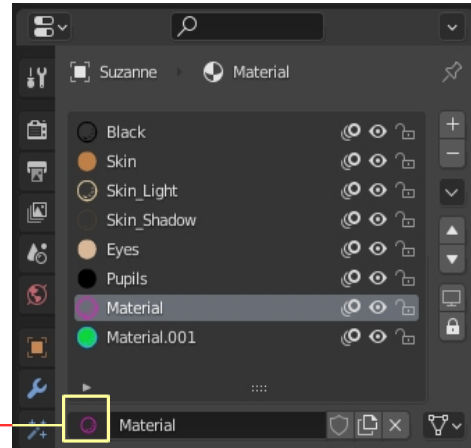 Suzanne Material
Black
Skin
Skin_Light
Skin_Shadow
Eyes
Pupils
Material
Material.001
Material